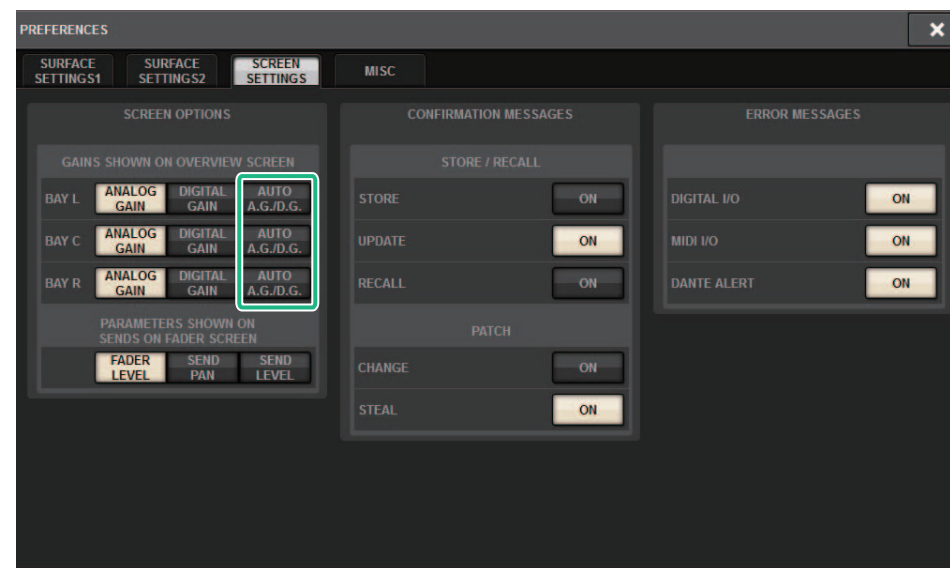 PREFERENCES
SURFACE SETTINGS1
SURFACE SETTINGS2
SCREEN SETTINGS
MISC
SCREEN OPTIONS
GAINS SHOWN ON OVERVIEW SCREEN
BAY L ANALOG GAIN DIGITAL GAIN AUTO A.G./D.G.
BAY C ANALOG GAIN DIGITAL GAIN AUTO A.G./D.G.
BAY R ANALOG GAIN DIGITAL GAIN AUTO A.G./D.G.
PARAMETERS SHOWN ON
SENDS ON FADER SCREEN
FADER LEVEL SEND PAN SEND LEVEL
CONFIRMATION MESSAGES
STORE / RECALL
STORE ON
UPDATE ON
RECALL ON
PATCH
CHANGE ON
STEAL ON
ERROR MESSAGES
DIGITAL I/O ON
MIDI I/O ON
DANTE ALERT ON